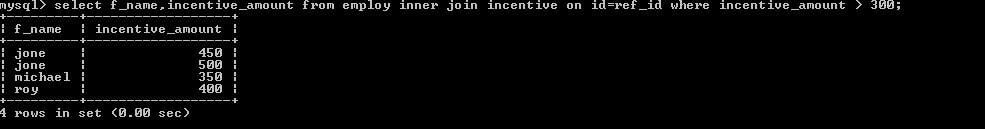 mysql> select f_name,incentive_amount from employ inner join incentive on id=ref_id where incentive_amount > 300;
+---------+------------------+
| f_name | incentive_amount |
+---------+------------------+
| jone | 450 |
| jone | 500 |
| michael | 350 |
| roy | 400 |
+---------+------------------+
4 rows in set (0.00 sec)